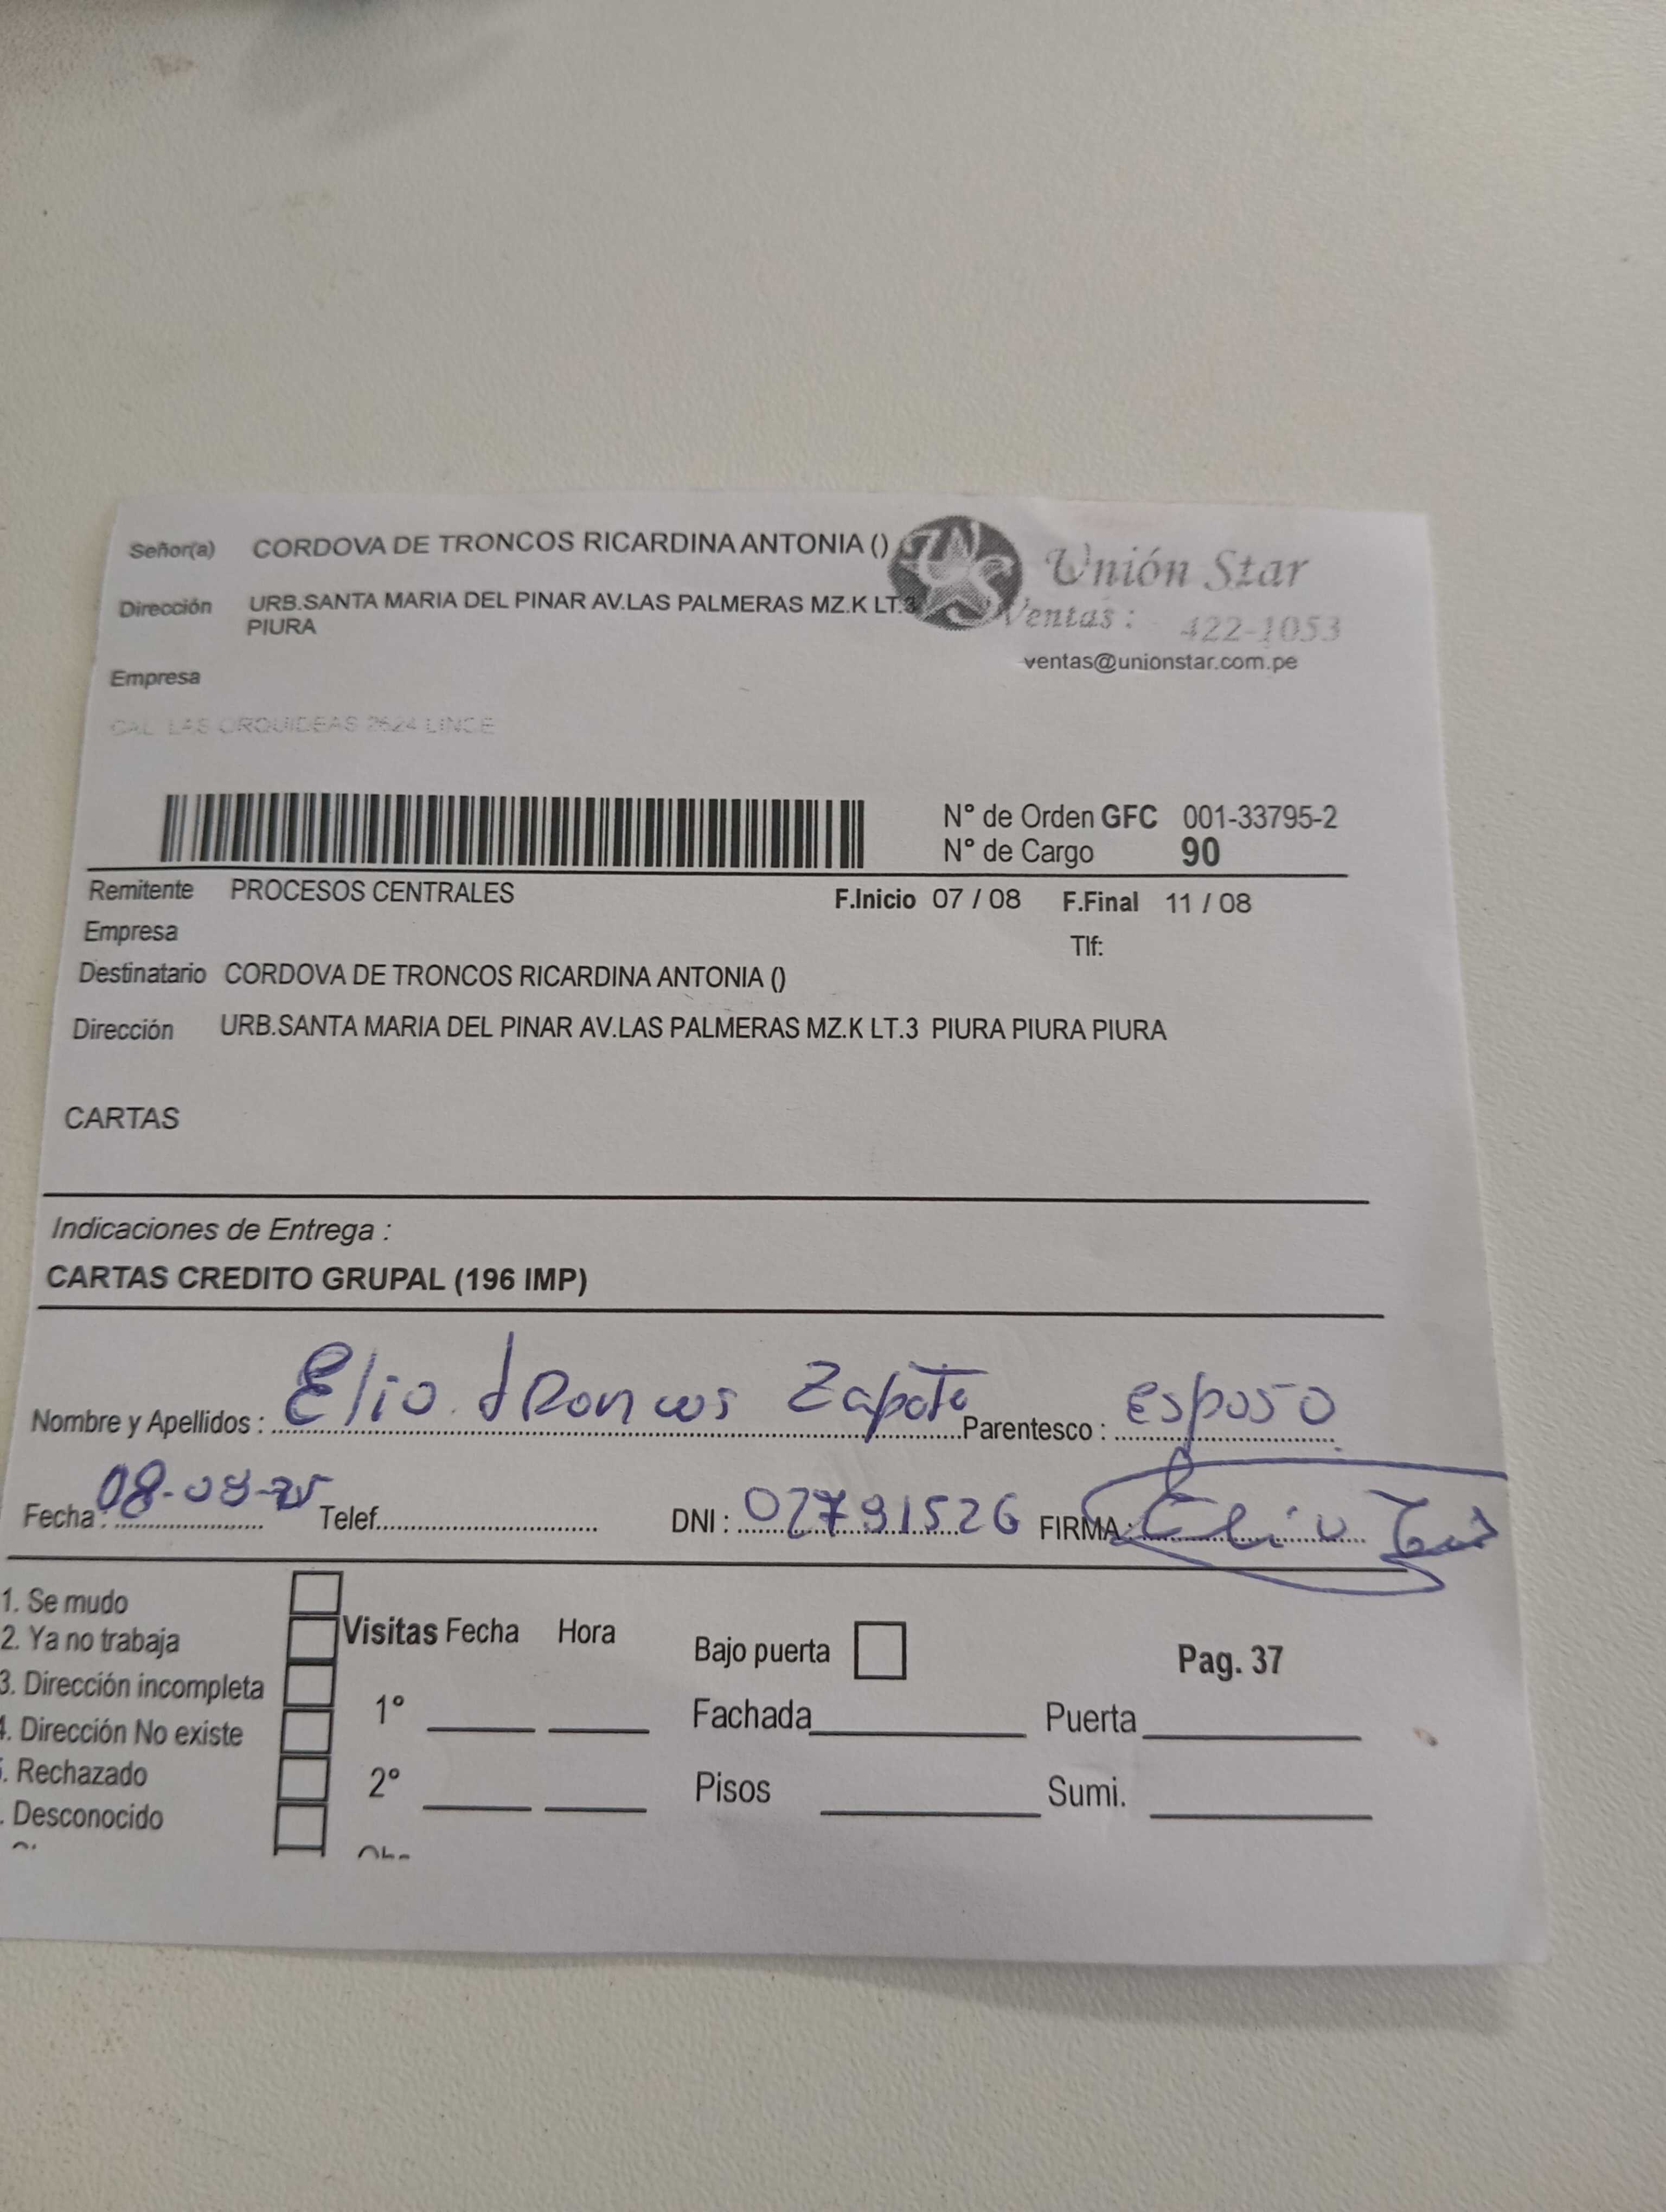 Señor(a) CORDOVA DE TRONCOS RICARDINA ANTONIA ()
Unión Star
Dirección URB.SANTA MARIA DEL PINAR AV.LAS PALMERAS MZ.K LT.3
PIURA
Ventas : 422-1053
ventas@unionstar.com.pe
Empresa
CAL. LAS ORQUIDEAS 2624 LINCE
Nº de Orden GFC 001-33795-2
Nº de Cargo 90
Remitente PROCESOS CENTRALES F.Inicio 07 / 08 F.Final 11 / 08
Empresa Tlf:
Destinatario CORDOVA DE TRONCOS RICARDINA ANTONIA ()
Dirección URB.SANTA MARIA DEL PINAR AV.LAS PALMERAS MZ.K LT.3 PIURA PIURA PIURA
CARTAS
Indicaciones de Entrega :
CARTAS CREDITO GRUPAL (196 IMP)
Nombre y Apellidos : Elio troncos Zapata Parentesco : esposo
Fecha : 08-08-25 Telef. DNI : 02791526 FIRMA : Elio
1. Se mudo
2. Ya no trabaja
3. Dirección incompleta
4. Dirección No existe
. Rechazado
. Desconocido
Visitas Fecha Hora
1º
2º
Bajo puerta
Pag. 37
Fachada Puerta
Pisos Sumi.